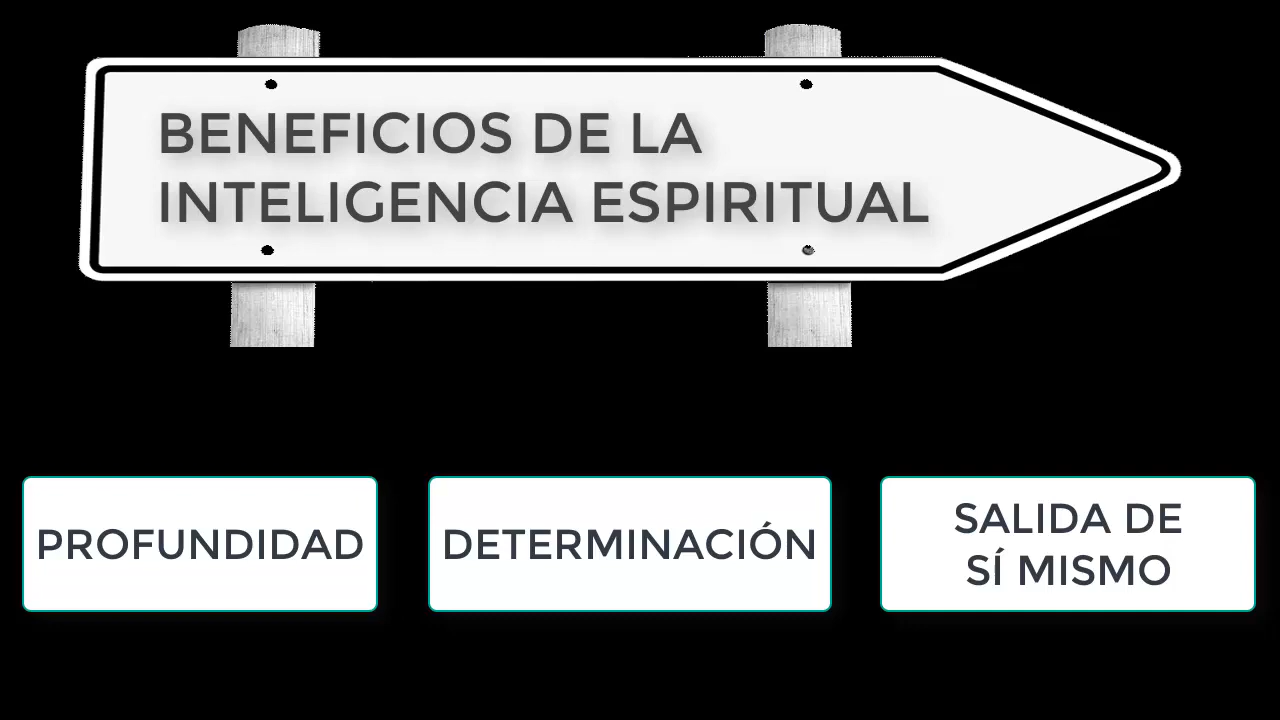 BENEFICIOS DE LA
INTELIGENCIA ESPIRITUAL
PROFUNDIDAD
DETERMINACIÓN
SALIDA DE
SÍ MISMO